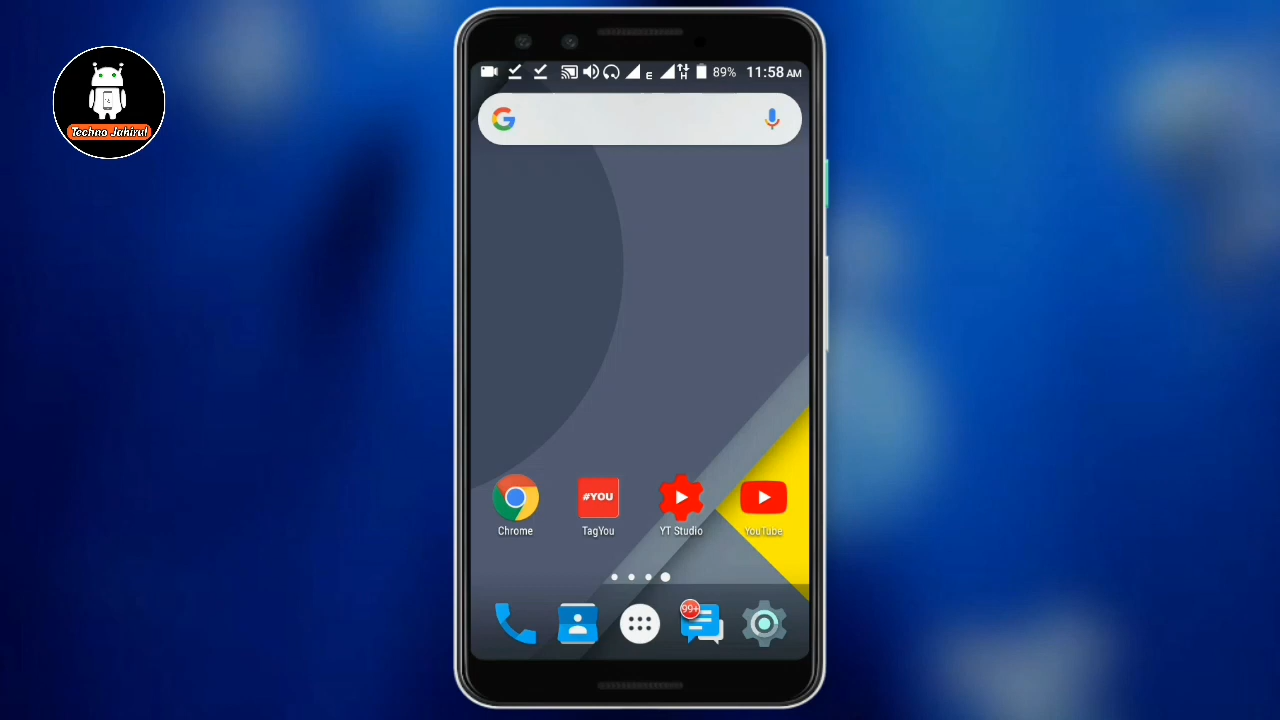 Techno Jahirul
E
H
89%
11:58 AM
G
#YOU
Chrome
TagYou
YT Studio
YouTube
99+